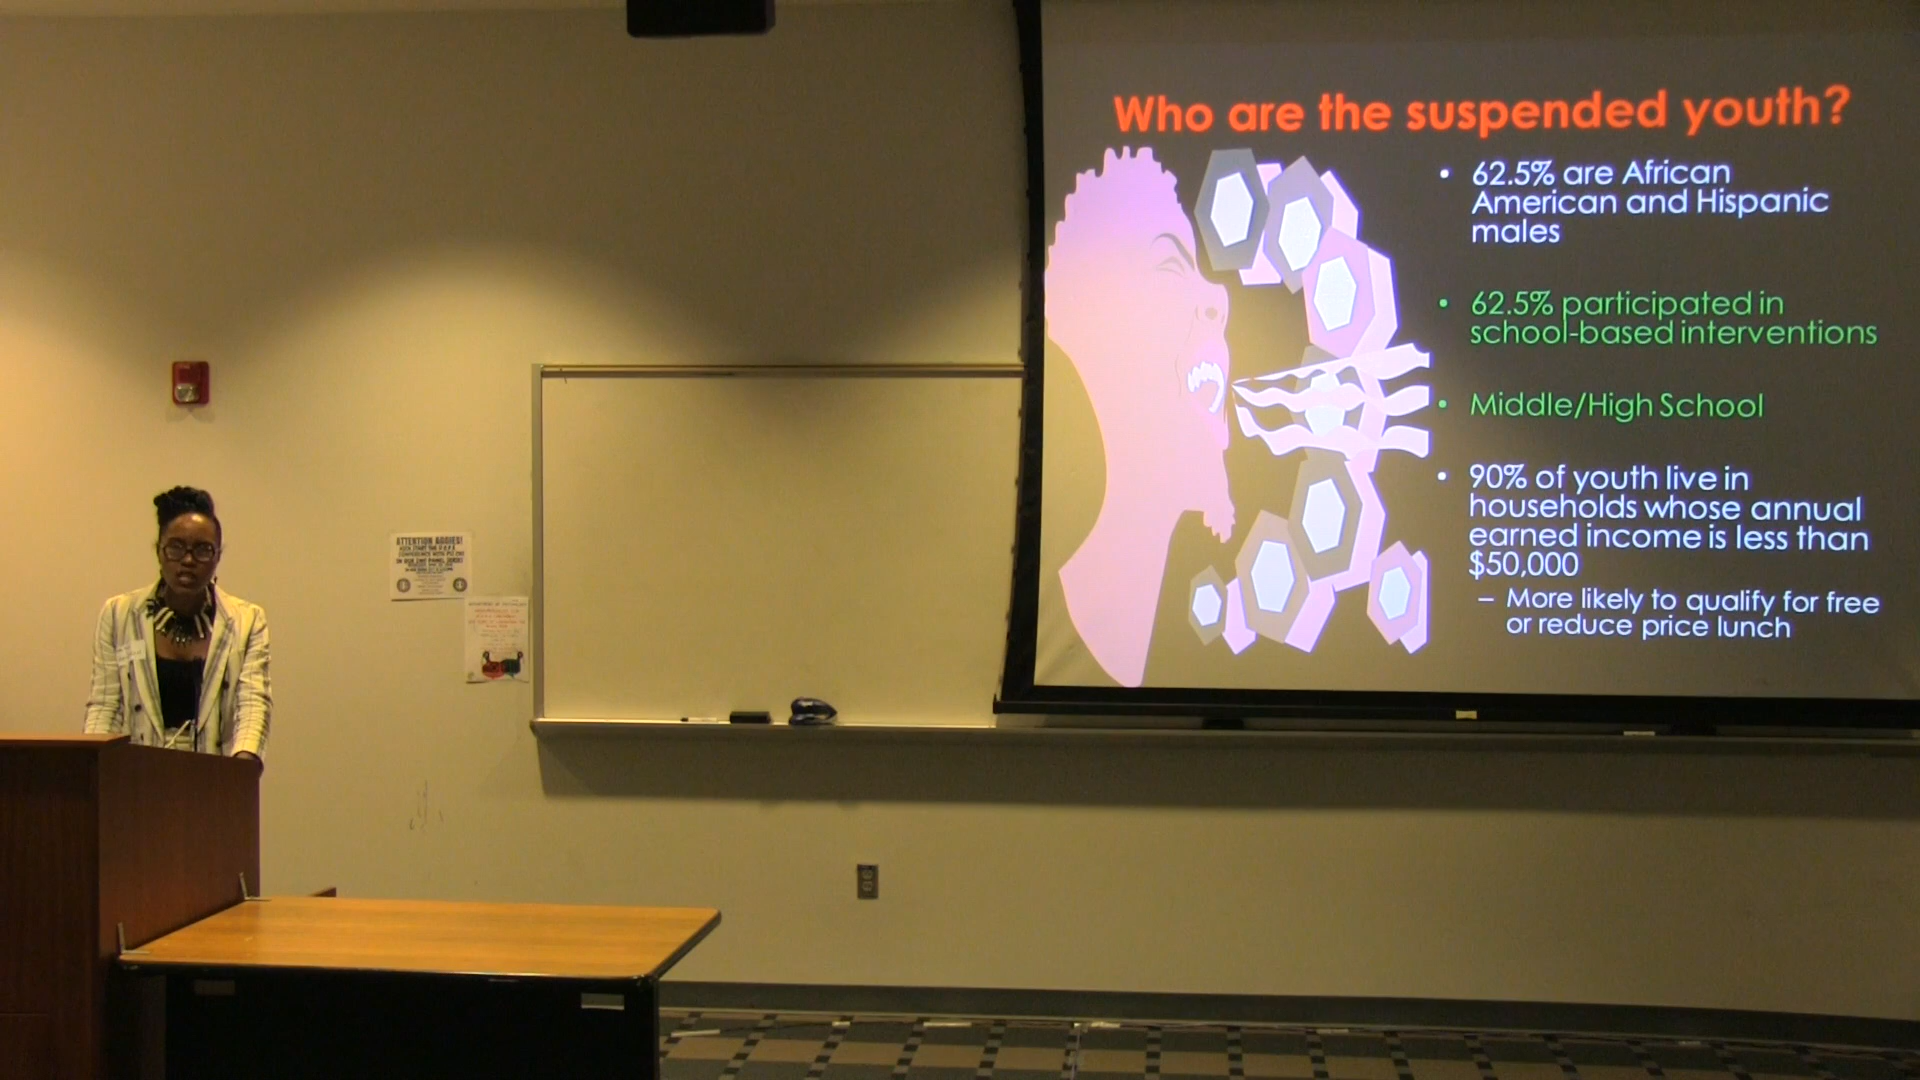 Who are the suspended youth?
• 62.5% are African
American and Hispanic
males
• 62.5% participated in
school-based interventions
• Middle/High School
• 90% of youth live in
households whose annual
earned income is less than
$50,000
– More likely to qualify for free
or reduce price lunch
ATTENTION AGGIES!